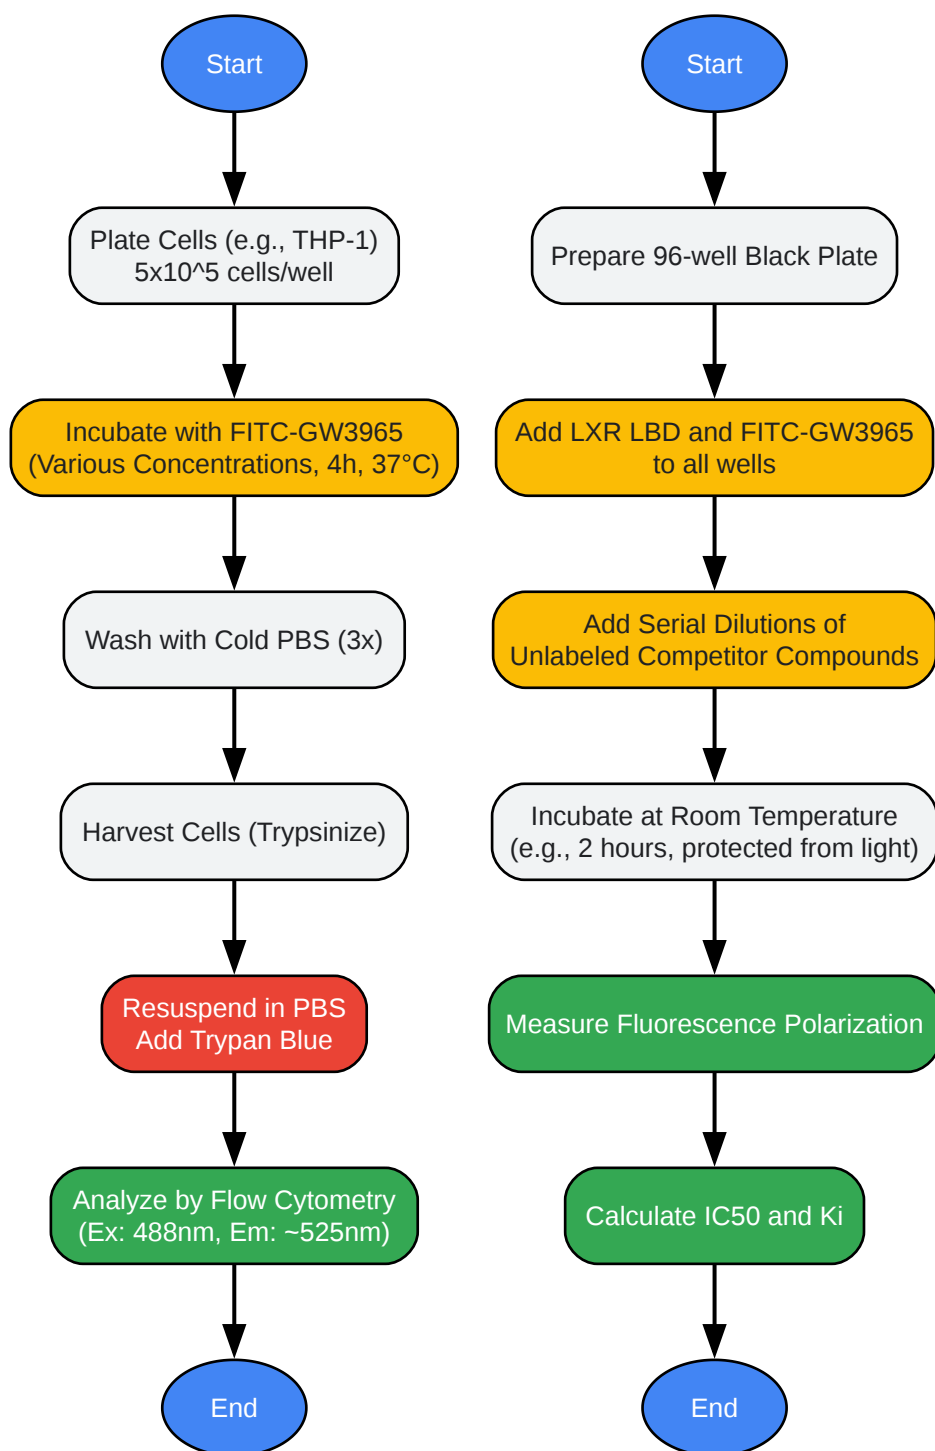 Start
Plate Cells (e.g., THP-1)
5x10^5 cells/well
Incubate with FITC-GW3965
(Various Concentrations, 4h, 37°C)
Wash with Cold PBS (3x)
Harvest Cells (Trypsinize)
Resuspend in PBS
Add Trypan Blue
Analyze by Flow Cytometry
(Ex: 488nm, Em: ~525nm)
End
Start
Prepare 96-well Black Plate
Add LXR LBD and FITC-GW3965
to all wells
Add Serial Dilutions of
Unlabeled Competitor Compounds
Incubate at Room Temperature
(e.g., 2 hours, protected from light)
Measure Fluorescence Polarization
Calculate IC50 and Ki
End